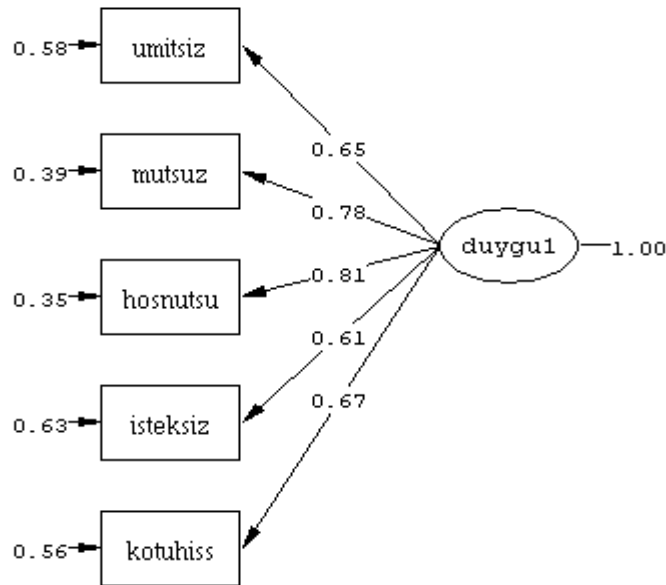 0.58 umitsiz
0.65
0.39 mutsuz
0.78
duygu1 1.00
0.81
0.35 hosnutsu
0.61
0.67
0.63 isteksiz
0.56 kotuhiss